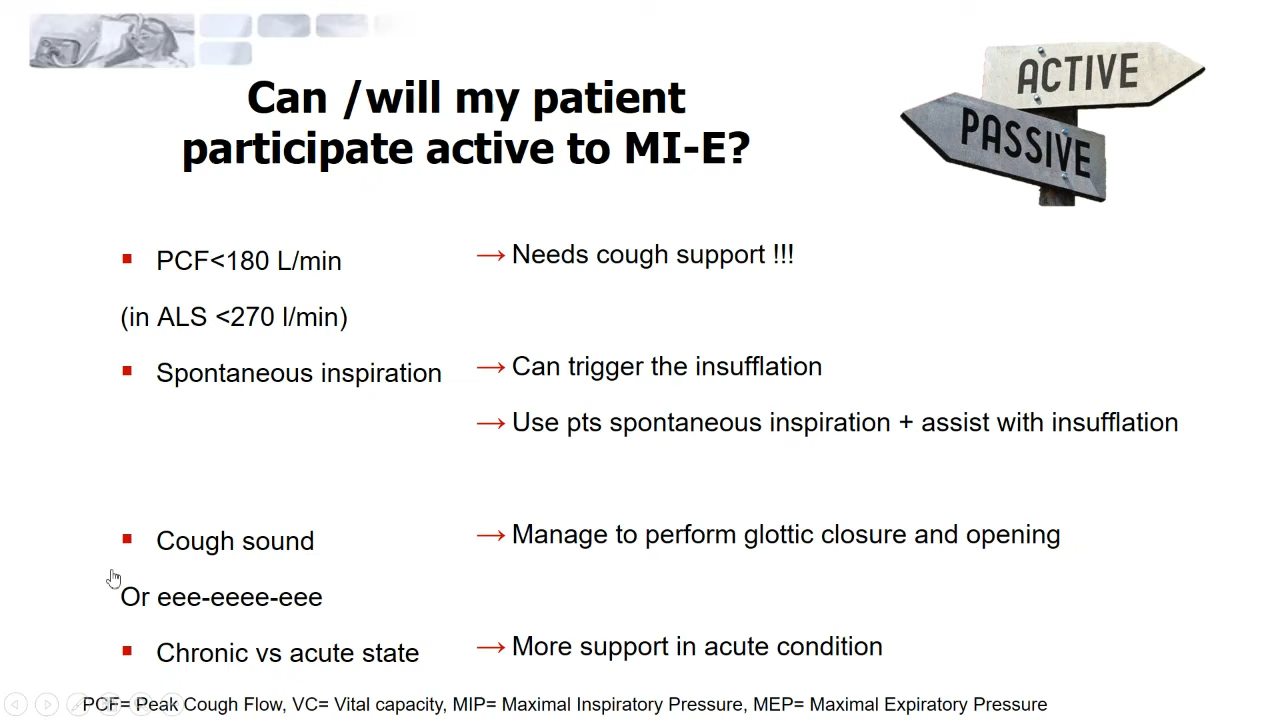 ACTIVE
PASSIVE
Can /will my patient
participate active to MI-E?
PCF<180 L/min → Needs cough support !!!
(in ALS <270 l/min)
Spontaneous inspiration → Can trigger the insufflation
→ Use pts spontaneous inspiration + assist with insufflation
Cough sound → Manage to perform glottic closure and opening
Or eee-eeee-eee
Chronic vs acute state → More support in acute condition
PCF= Peak Cough Flow, VC= Vital capacity, MIP= Maximal Inspiratory Pressure, MEP= Maximal Expiratory Pressure